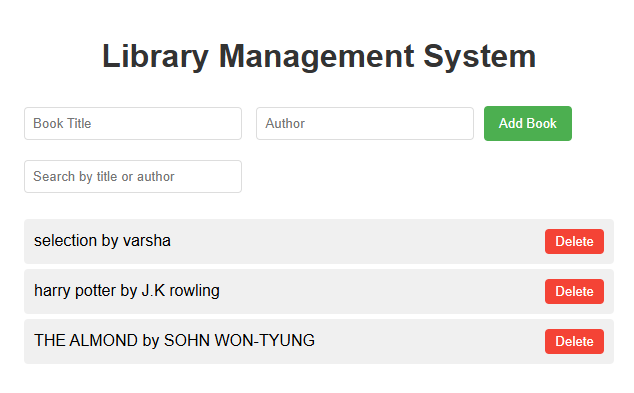 Library Management System
Book Title Author Add Book
Search by title or author
selection by varsha Delete
harry potter by J.K rowling Delete
THE ALMOND by SOHN WON-TYUNG Delete